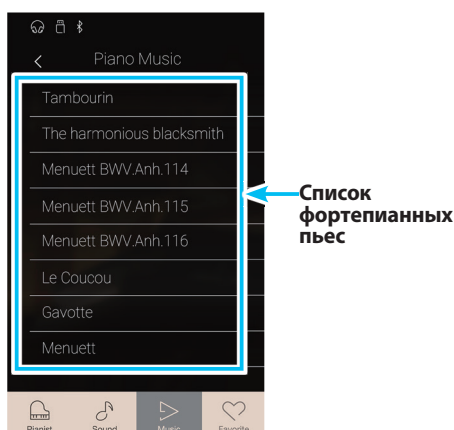 Piano Music
Tambourin
The harmonious blacksmith
Menuett BWV.Anh.114
Menuett BWV.Anh.115
Menuett BWV.Anh.116
Le Coucou
Gavotte
Menuett
Список
фортепианных
пьес
Pianist Sound Music Favorite